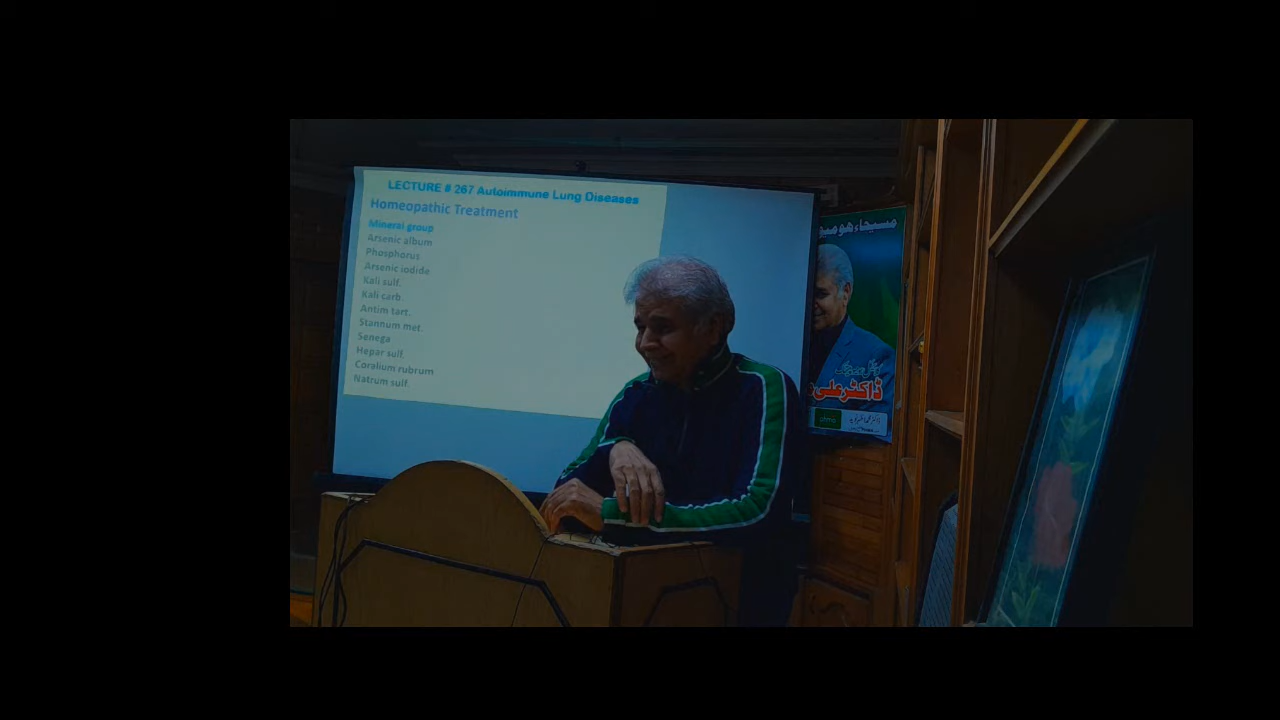 LECTURE # 267 Autoimmune Lung Diseases
Homeopathic Treatment
Mineral group
Arsenic album
Phosphorus
Arsenic iodide
Kali sulf.
Kali carb.
Antim tart.
Stannum met.
Senega
Hepar sulf.
Coralium rubrum
Natrum sulf.
مسیحاء ہومیو
ڈاکٹر علی